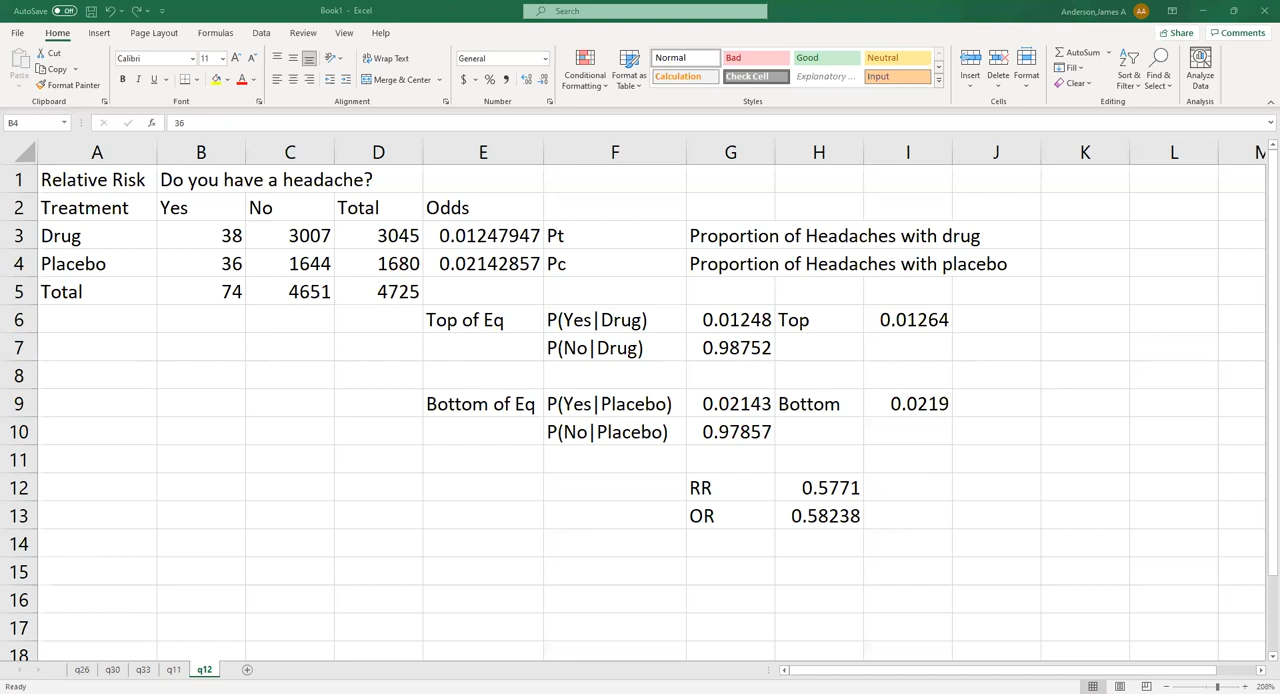 AutoSave Off Book1 - Excel Search Anderson,James A AA
File Home Insert Page Layout Formulas Data Review View Help Share Comments
Paste Cut Copy Format Painter Clipboard
Calibri 11 B I U A Font
Wrap Text Merge & Center Alignment
General $ % , Number
Conditional Formatting Format as Table Normal Bad Good Neutral Calculation Check Cell Explanatory ... Input Styles
Insert Delete Format Cells
AutoSum Fill Clear Sort & Filter Find & Select Editing
Analyze Data Analysis
B4 fx 36
A B C D E F G H I J K L M
1 Relative Risk Do you have a headache?
2 Treatment Yes No Total Odds
3 Drug 38 3007 3045 0.01247947 Pt Proportion of Headaches with drug
4 Placebo 36 1644 1680 0.02142857 Pc Proportion of Headaches with placebo
5 Total 74 4651 4725
6 Top of Eq P(Yes|Drug) 0.01248 Top 0.01264
7 P(No|Drug) 0.98752
8
9 Bottom of Eq P(Yes|Placebo) 0.02143 Bottom 0.0219
10 P(No|Placebo) 0.97857
11
12 RR 0.5771
13 OR 0.58238
14
15
16
17
18
q26 q30 q33 q11 q12
Ready 208%